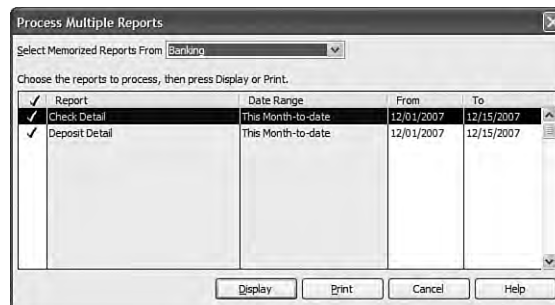 Process Multiple Reports
Select Memorized Reports From Banking
Choose the reports to process, then press Display or Print.
✓ Report Date Range From To
✓ Check Detail This Month-to-date 12/01/2007 12/15/2007
✓ Deposit Detail This Month-to-date 12/01/2007 12/15/2007
Display Print Cancel Help